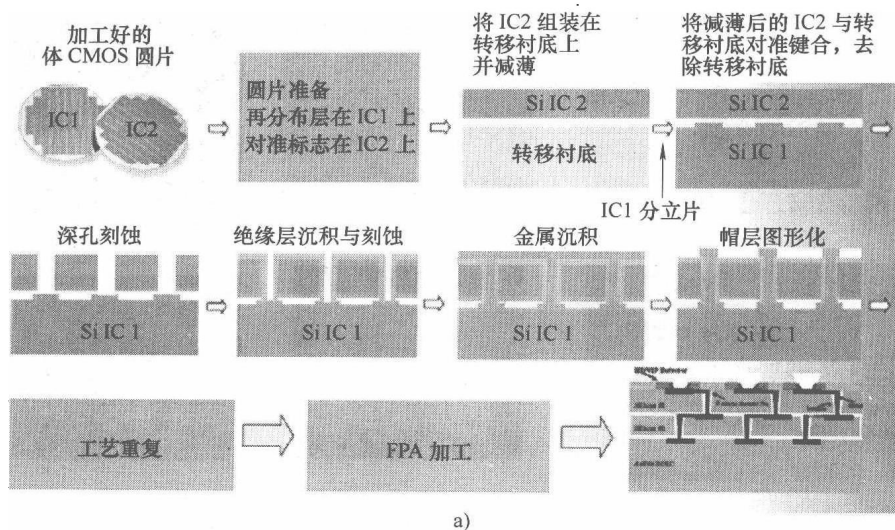 加工好的
体 CMOS 圆片
IC1
IC2
圆片准备
再分布层在 IC1 上
对准标志在 IC2 上
将 IC2 组装在
转移衬底上
并减薄
Si IC 2
转移衬底
IC1 分立片
将减薄后的 IC2 与转
移衬底对准键合，去
除转移衬底
Si IC 2
Si IC 1
深孔刻蚀
Si IC 1
绝缘层沉积与刻蚀
Si IC 1
金属沉积
Si IC 1
帽层图形化
Si IC 1
工艺重复
FPA 加工
a)